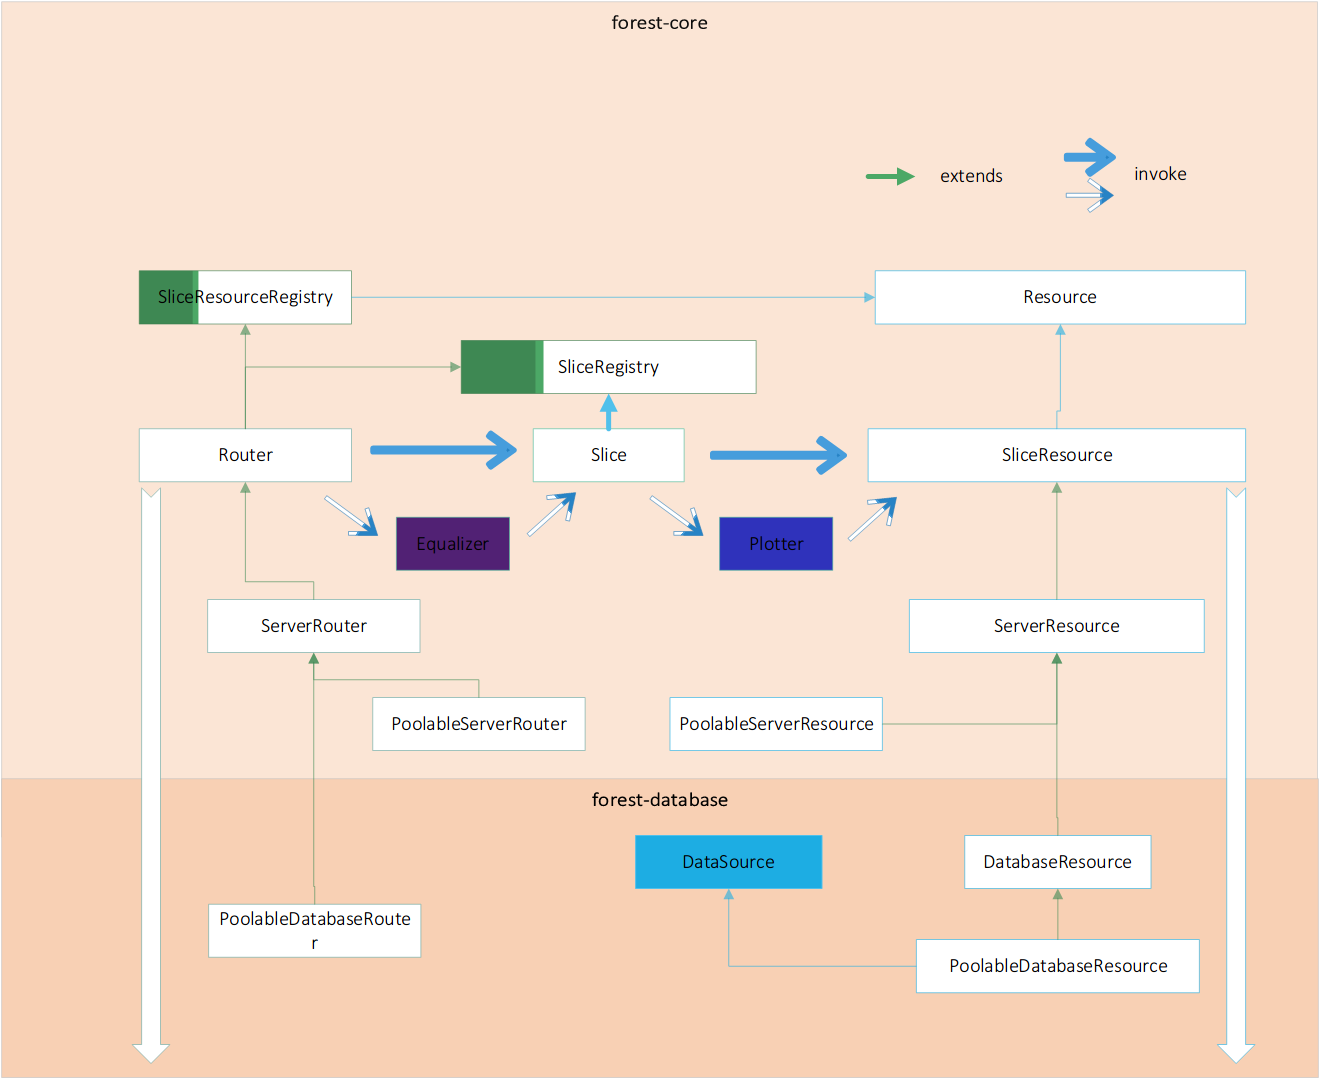 forest-core
extends
invoke
SliceResourceRegistry
Resource
SliceRegistry
Router
Slice
SliceResource
Equalizer
Plotter
ServerRouter
ServerResource
PoolableServerRouter
PoolableServerResource
forest-database
DataSource
DatabaseResource
PoolableDatabaseRoute
r
PoolableDatabaseResource